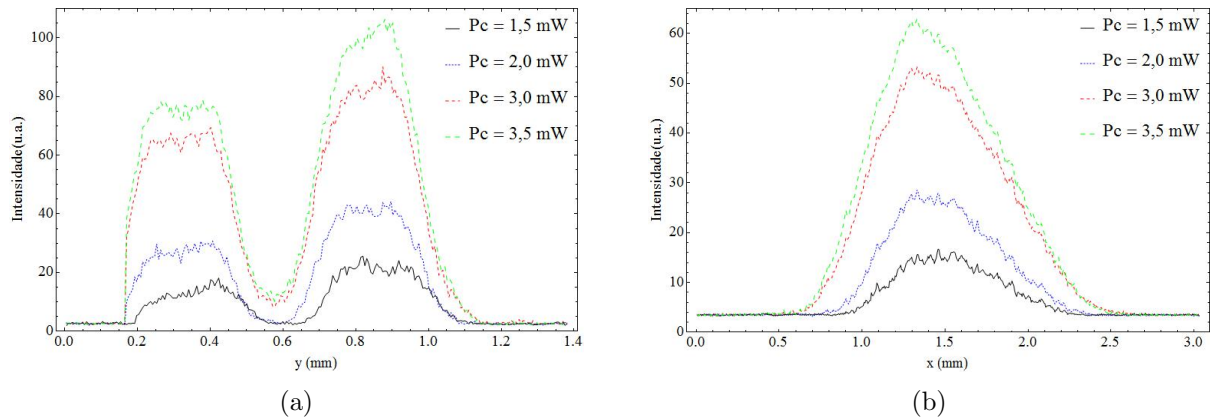 Pc = 1,5 mW
Pc = 2,0 mW
Pc = 3,0 mW
Pc = 3,5 mW
Intensidade(u.a.)
100
80
60
40
20
0
0.0 0.2 0.4 0.6 0.8 1.0 1.2 1.4
y (mm)
(a)
Pc = 1,5 mW
Pc = 2,0 mW
Pc = 3,0 mW
Pc = 3,5 mW
Intensidade(u.a.)
60
50
40
30
20
10
0
0.0 0.5 1.0 1.5 2.0 2.5 3.0
x (mm)
(b)